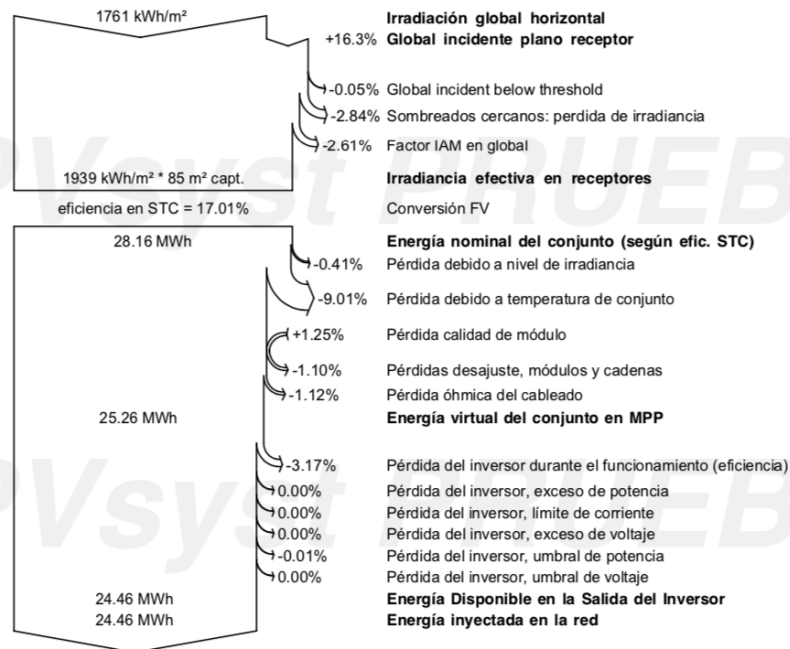 1761 kWh/m² Irradiación global horizontal
+16.3% Global incidente plano receptor
-0.05% Global incident below threshold
-2.84% Sombreados cercanos: perdida de irradiancia
-2.61% Factor IAM en global
1939 kWh/m² * 85 m² capt. Irradiancia efectiva en receptores
eficiencia en STC = 17.01% Conversión FV
28.16 MWh Energía nominal del conjunto (según efic. STC)
-0.41% Pérdida debido a nivel de irradiancia
-9.01% Pérdida debido a temperatura de conjunto
+1.25% Pérdida calidad de módulo
-1.10% Pérdidas desajuste, módulos y cadenas
-1.12% Pérdida óhmica del cableado
25.26 MWh Energía virtual del conjunto en MPP
-3.17% Pérdida del inversor durante el funcionamiento (eficiencia)
0.00% Pérdida del inversor, exceso de potencia
0.00% Pérdida del inversor, límite de corriente
0.00% Pérdida del inversor, exceso de voltaje
-0.01% Pérdida del inversor, umbral de potencia
0.00% Pérdida del inversor, umbral de voltaje
24.46 MWh Energía Disponible en la Salida del Inversor
24.46 MWh Energía inyectada en la red
PVsyst PRUEB
PVsyst PRUEB